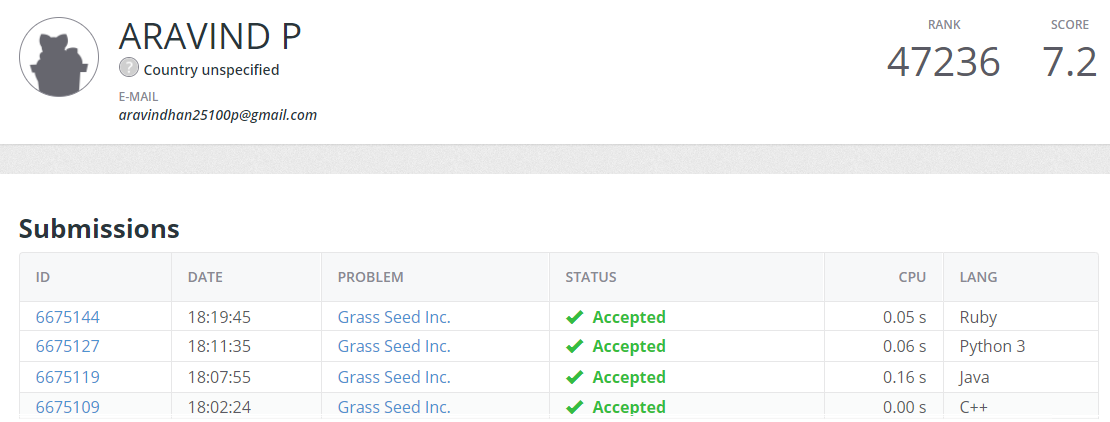 ARAVIND P
? Country unspecified
E-MAIL
aravindhan25100p@gmail.com
RANK SCORE
47236 7.2
Submissions
ID DATE PROBLEM STATUS CPU LANG
6675144 18:19:45 Grass Seed Inc. Accepted 0.05 s Ruby
6675127 18:11:35 Grass Seed Inc. Accepted 0.06 s Python 3
6675119 18:07:55 Grass Seed Inc. Accepted 0.16 s Java
6675109 18:02:24 Grass Seed Inc. Accepted 0.00 s C++